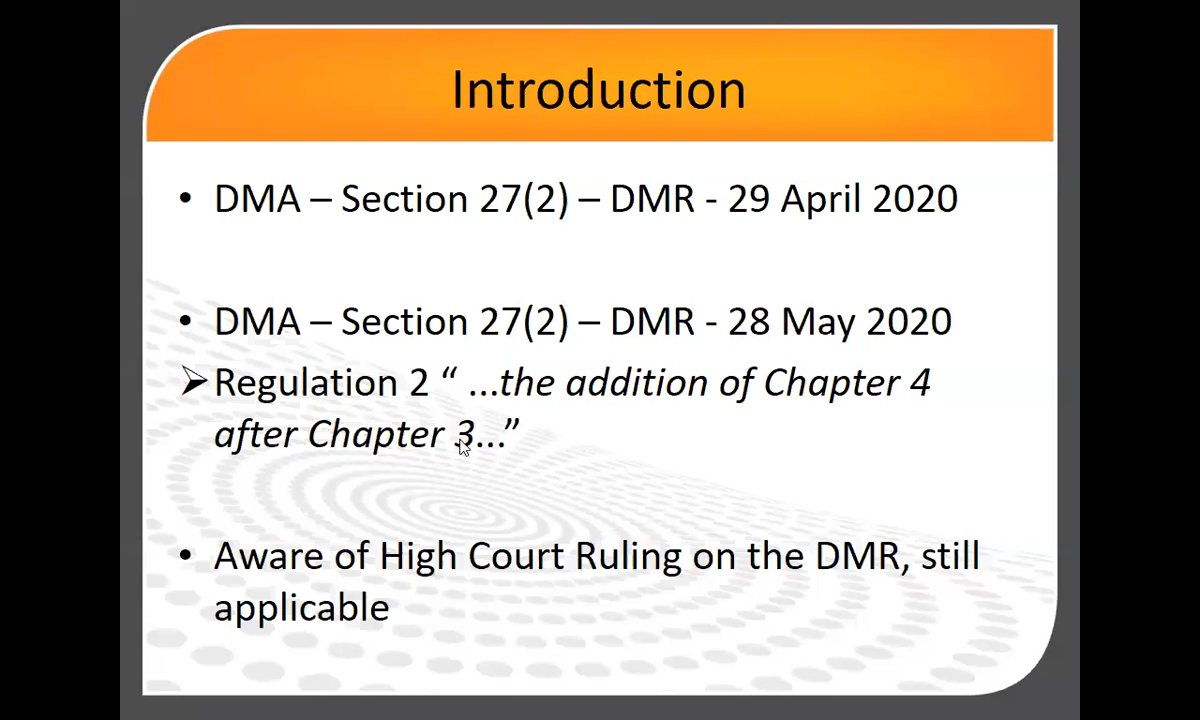 Introduction
• DMA – Section 27(2) – DMR - 29 April 2020
• DMA – Section 27(2) – DMR - 28 May 2020
➢ Regulation 2 “ ...the addition of Chapter 4
after Chapter 3...”
• Aware of High Court Ruling on the DMR, still
applicable